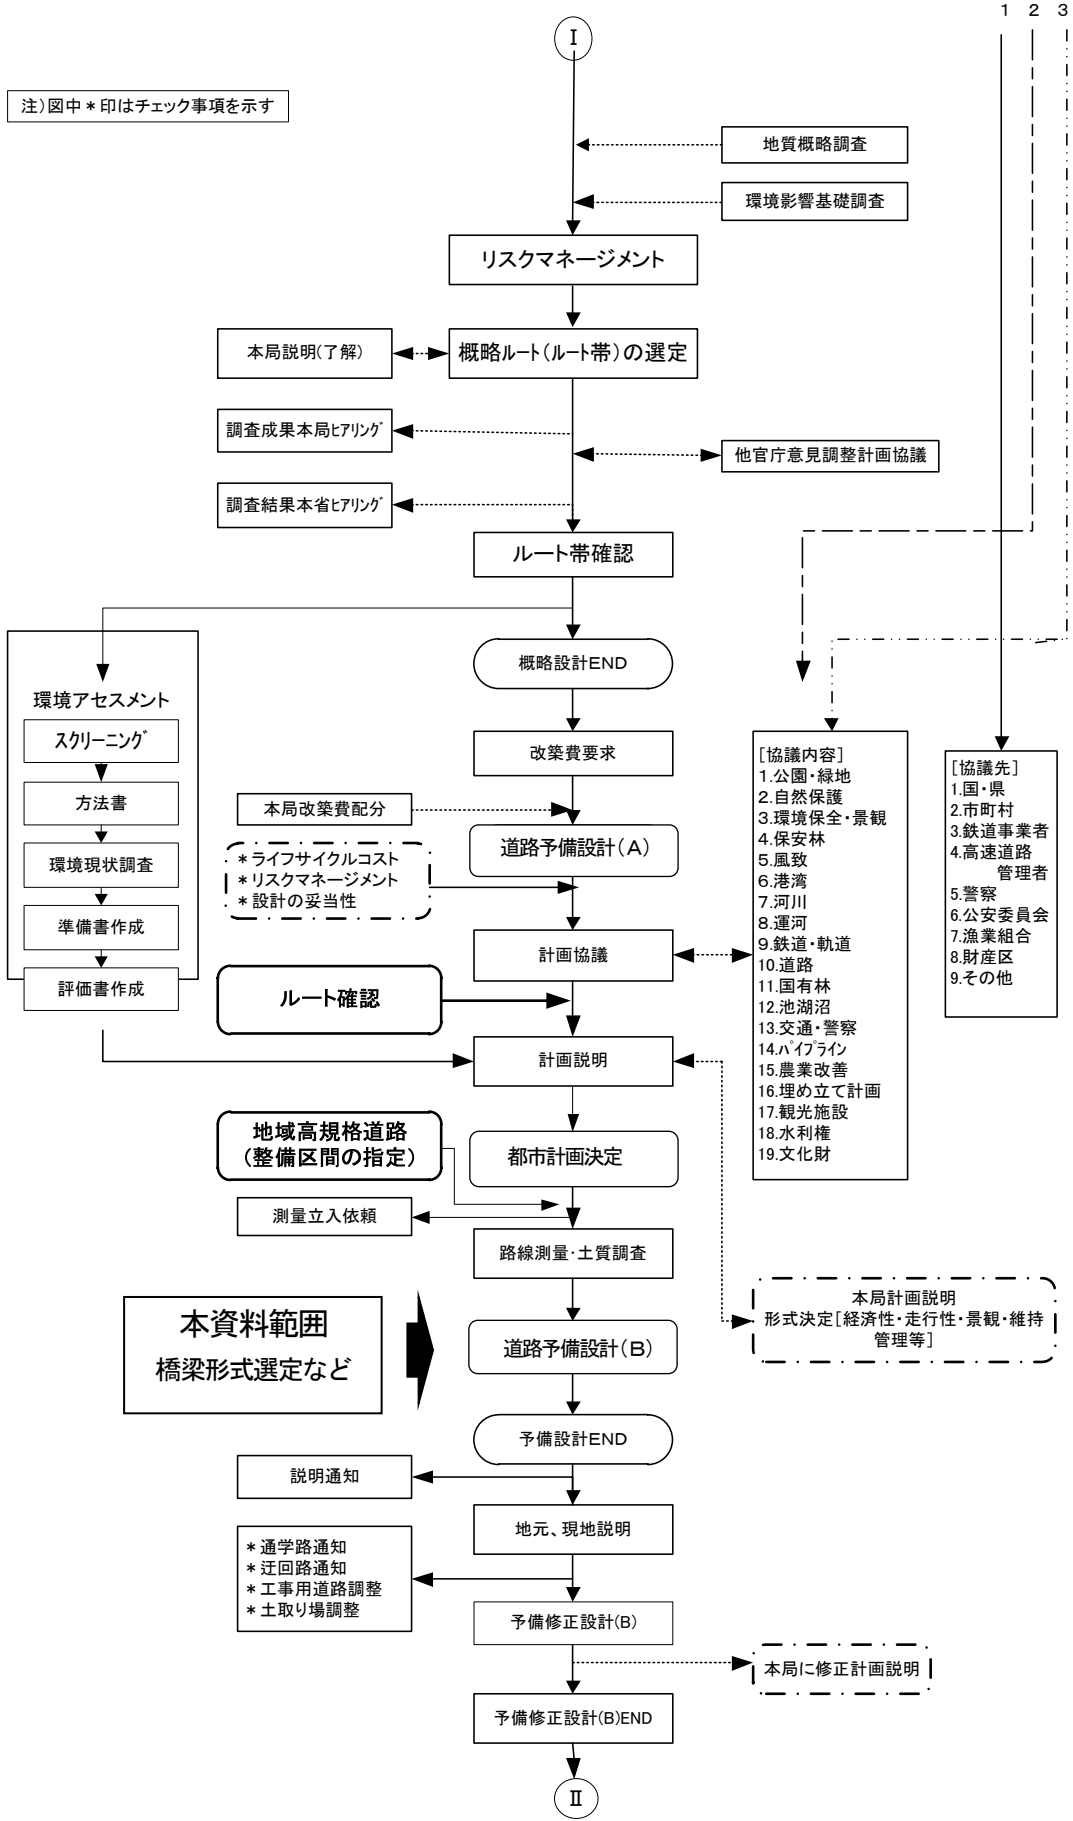 1 2 3
Ⅰ
注）図中＊印はチェック事項を示す
地質概略調査
環境影響基礎調査
リスクマネージメント
本局説明(了解)
概略ルート（ルート帯）の選定
調査成果本局ﾋｱﾘﾝｸﾞ
他官庁意見調整計画協議
調査結果本省ﾋｱﾘﾝｸﾞ
ルート帯確認
概略設計END
環境アセスメント
スクリーニング
方法書
環境現状調査
準備書作成
評価書作成
改築費要求
本局改築費配分
道路予備設計（A）
＊ライフサイクルコスト
＊リスクマネージメント
＊設計の妥当性
計画協議
ルート確認
計画説明
[協議内容]
1.公園・緑地
2.自然保護
3.環境保全・景観
4.保安林
5.風致
6.港湾
7.河川
8.運河
9.鉄道・軌道
10.道路
11.国有林
12.池湖沼
13.交通・警察
14.ﾊﾟｲﾌﾟﾗｲﾝ
15.農業改善
16.埋め立て計画
17.観光施設
18.水利権
19.文化財
[協議先]
1.国・県
2.市町村
3.鉄道事業者
4.高速道路
管理者
5.警察
6.公安委員会
7.漁業組合
8.財産区
9.その他
地域高規格道路
（整備区間の指定）
都市計画決定
測量立入依頼
路線測量・土質調査
本局計画説明
形式決定[経済性・走行性・景観・維持
管理等]
本資料範囲
橋梁形式選定など
道路予備設計（B）
予備設計END
説明通知
地元、現地説明
＊通学路通知
＊迂回路通知
＊工事用道路調整
＊土取り場調整
予備修正設計(B)
本局に修正計画説明
予備修正設計(B)END
Ⅱ